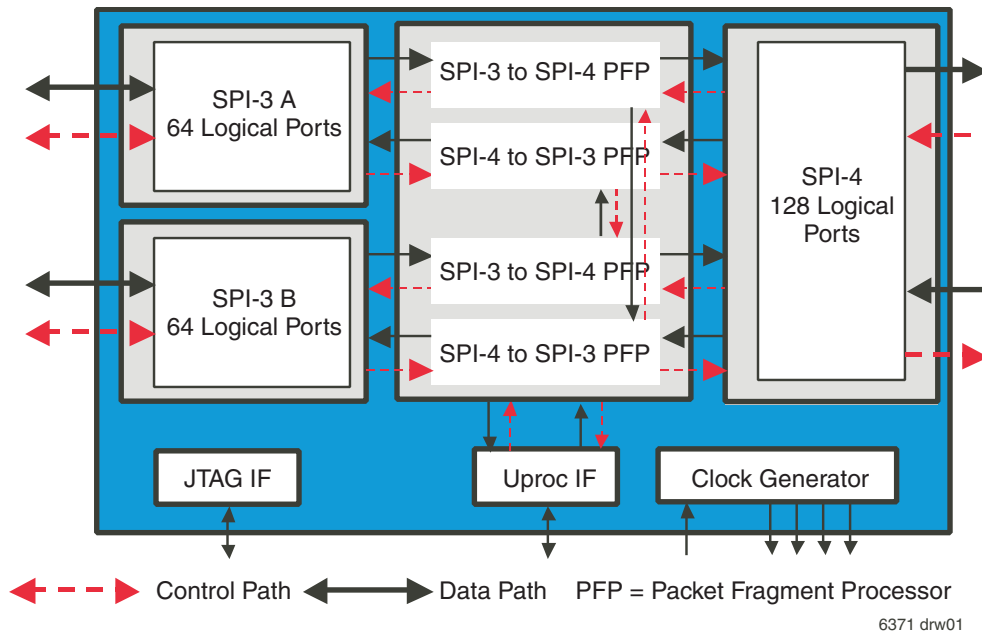 SPI-3 A
64 Logical Ports
SPI-3 B
64 Logical Ports
SPI-3 to SPI-4 PFP
SPI-4 to SPI-3 PFP
SPI-3 to SPI-4 PFP
SPI-4 to SPI-3 PFP
SPI-4
128 Logical
Ports
JTAG IF
Uproc IF
Clock Generator
Control Path
Data Path
PFP = Packet Fragment Processor
6371 drw01